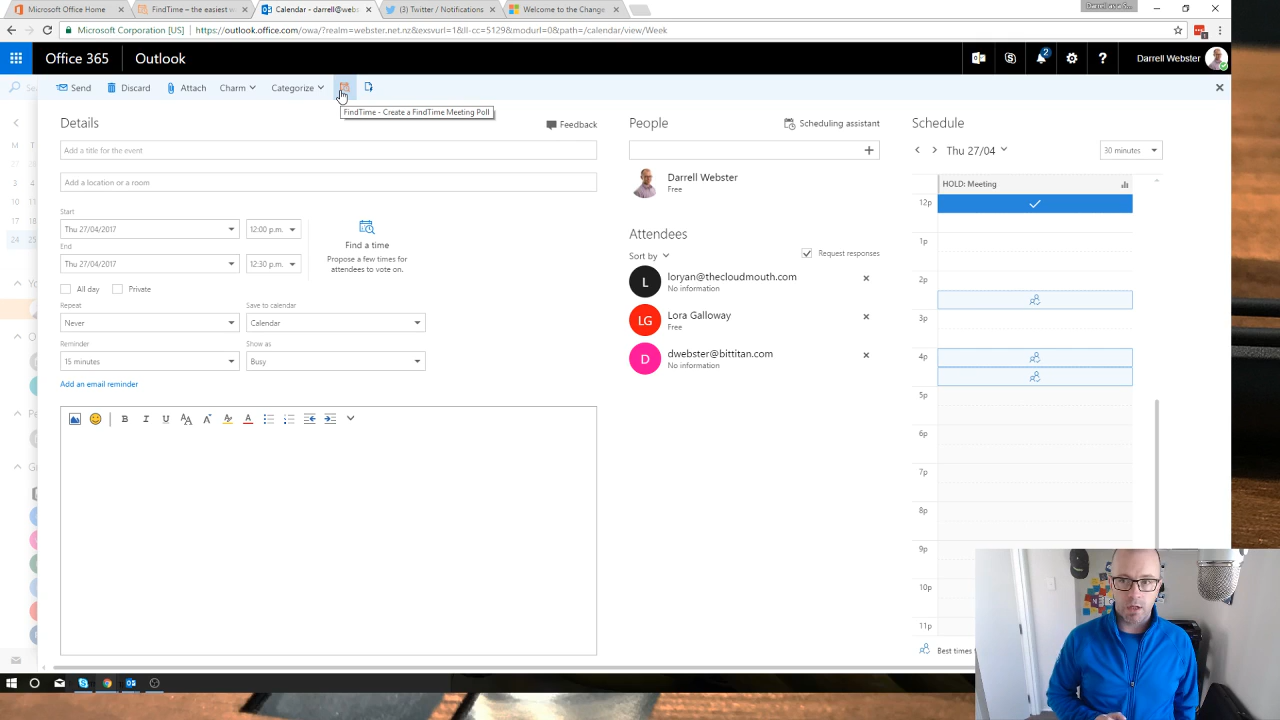 Microsoft Office Home
FindTime – the easiest w
Calendar - darrell@webs
(3) Twitter / Notifications
Welcome to the Change
Microsoft Corporation [US]
https://outlook.office.com/owa/?realm=webster.net.nz&exsvurl=1&ll-cc=5129&modurl=0&path=/calendar/view/Week
Office 365
Outlook
2
?
Darrell Webster
Send
Discard
Attach
Charm
Categorize
FindTime - Create a FindTime Meeting Poll
Details
Feedback
Add a title for the event
Add a location or a room
Start
Thu 27/04/2017
12:00 p.m.
End
Thu 27/04/2017
12:30 p.m.
Find a time
Propose a few times for
attendees to vote on.
All day
Private
Repeat
Save to calendar
Never
Calendar
Reminder
Show as
15 minutes
Busy
Add an email reminder
B I U
People
Scheduling assistant
Darrell Webster
Free
Attendees
Sort by
Request responses
L
loryan@thecloudmouth.com
No information
LG
Lora Galloway
Free
D
dwebster@bittitan.com
No information
Schedule
Thu 27/04
30 minutes
HOLD: Meeting
12p
1p
2p
3p
4p
5p
6p
7p
8p
9p
10p
11p
Best times